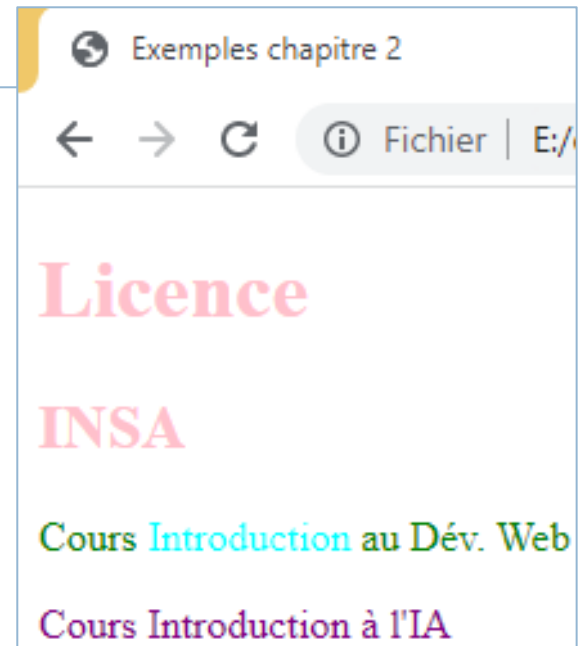 Exemples chapitre 2
Fichier | E:/
Licence
INSA
Cours Introduction au Dév. Web
Cours Introduction à l'IA